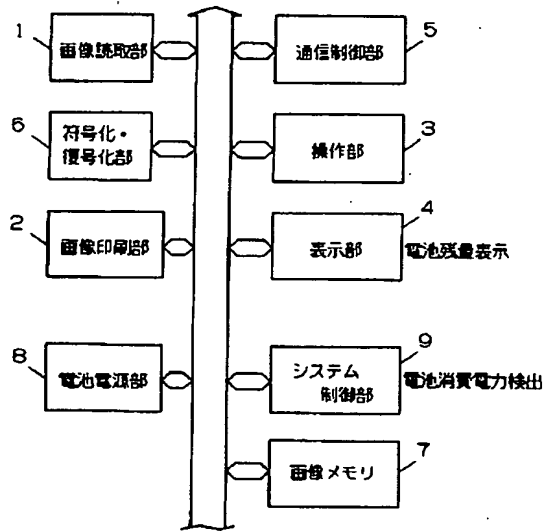 1
画像読取部
5
通信制御部
6
符号化・
復号化部
3
操作部
2
画像印刷部
4
表示部
電池残量表示
8
電池電源部
9
システム
制御部
電池消費電力検出
7
画像メモリ